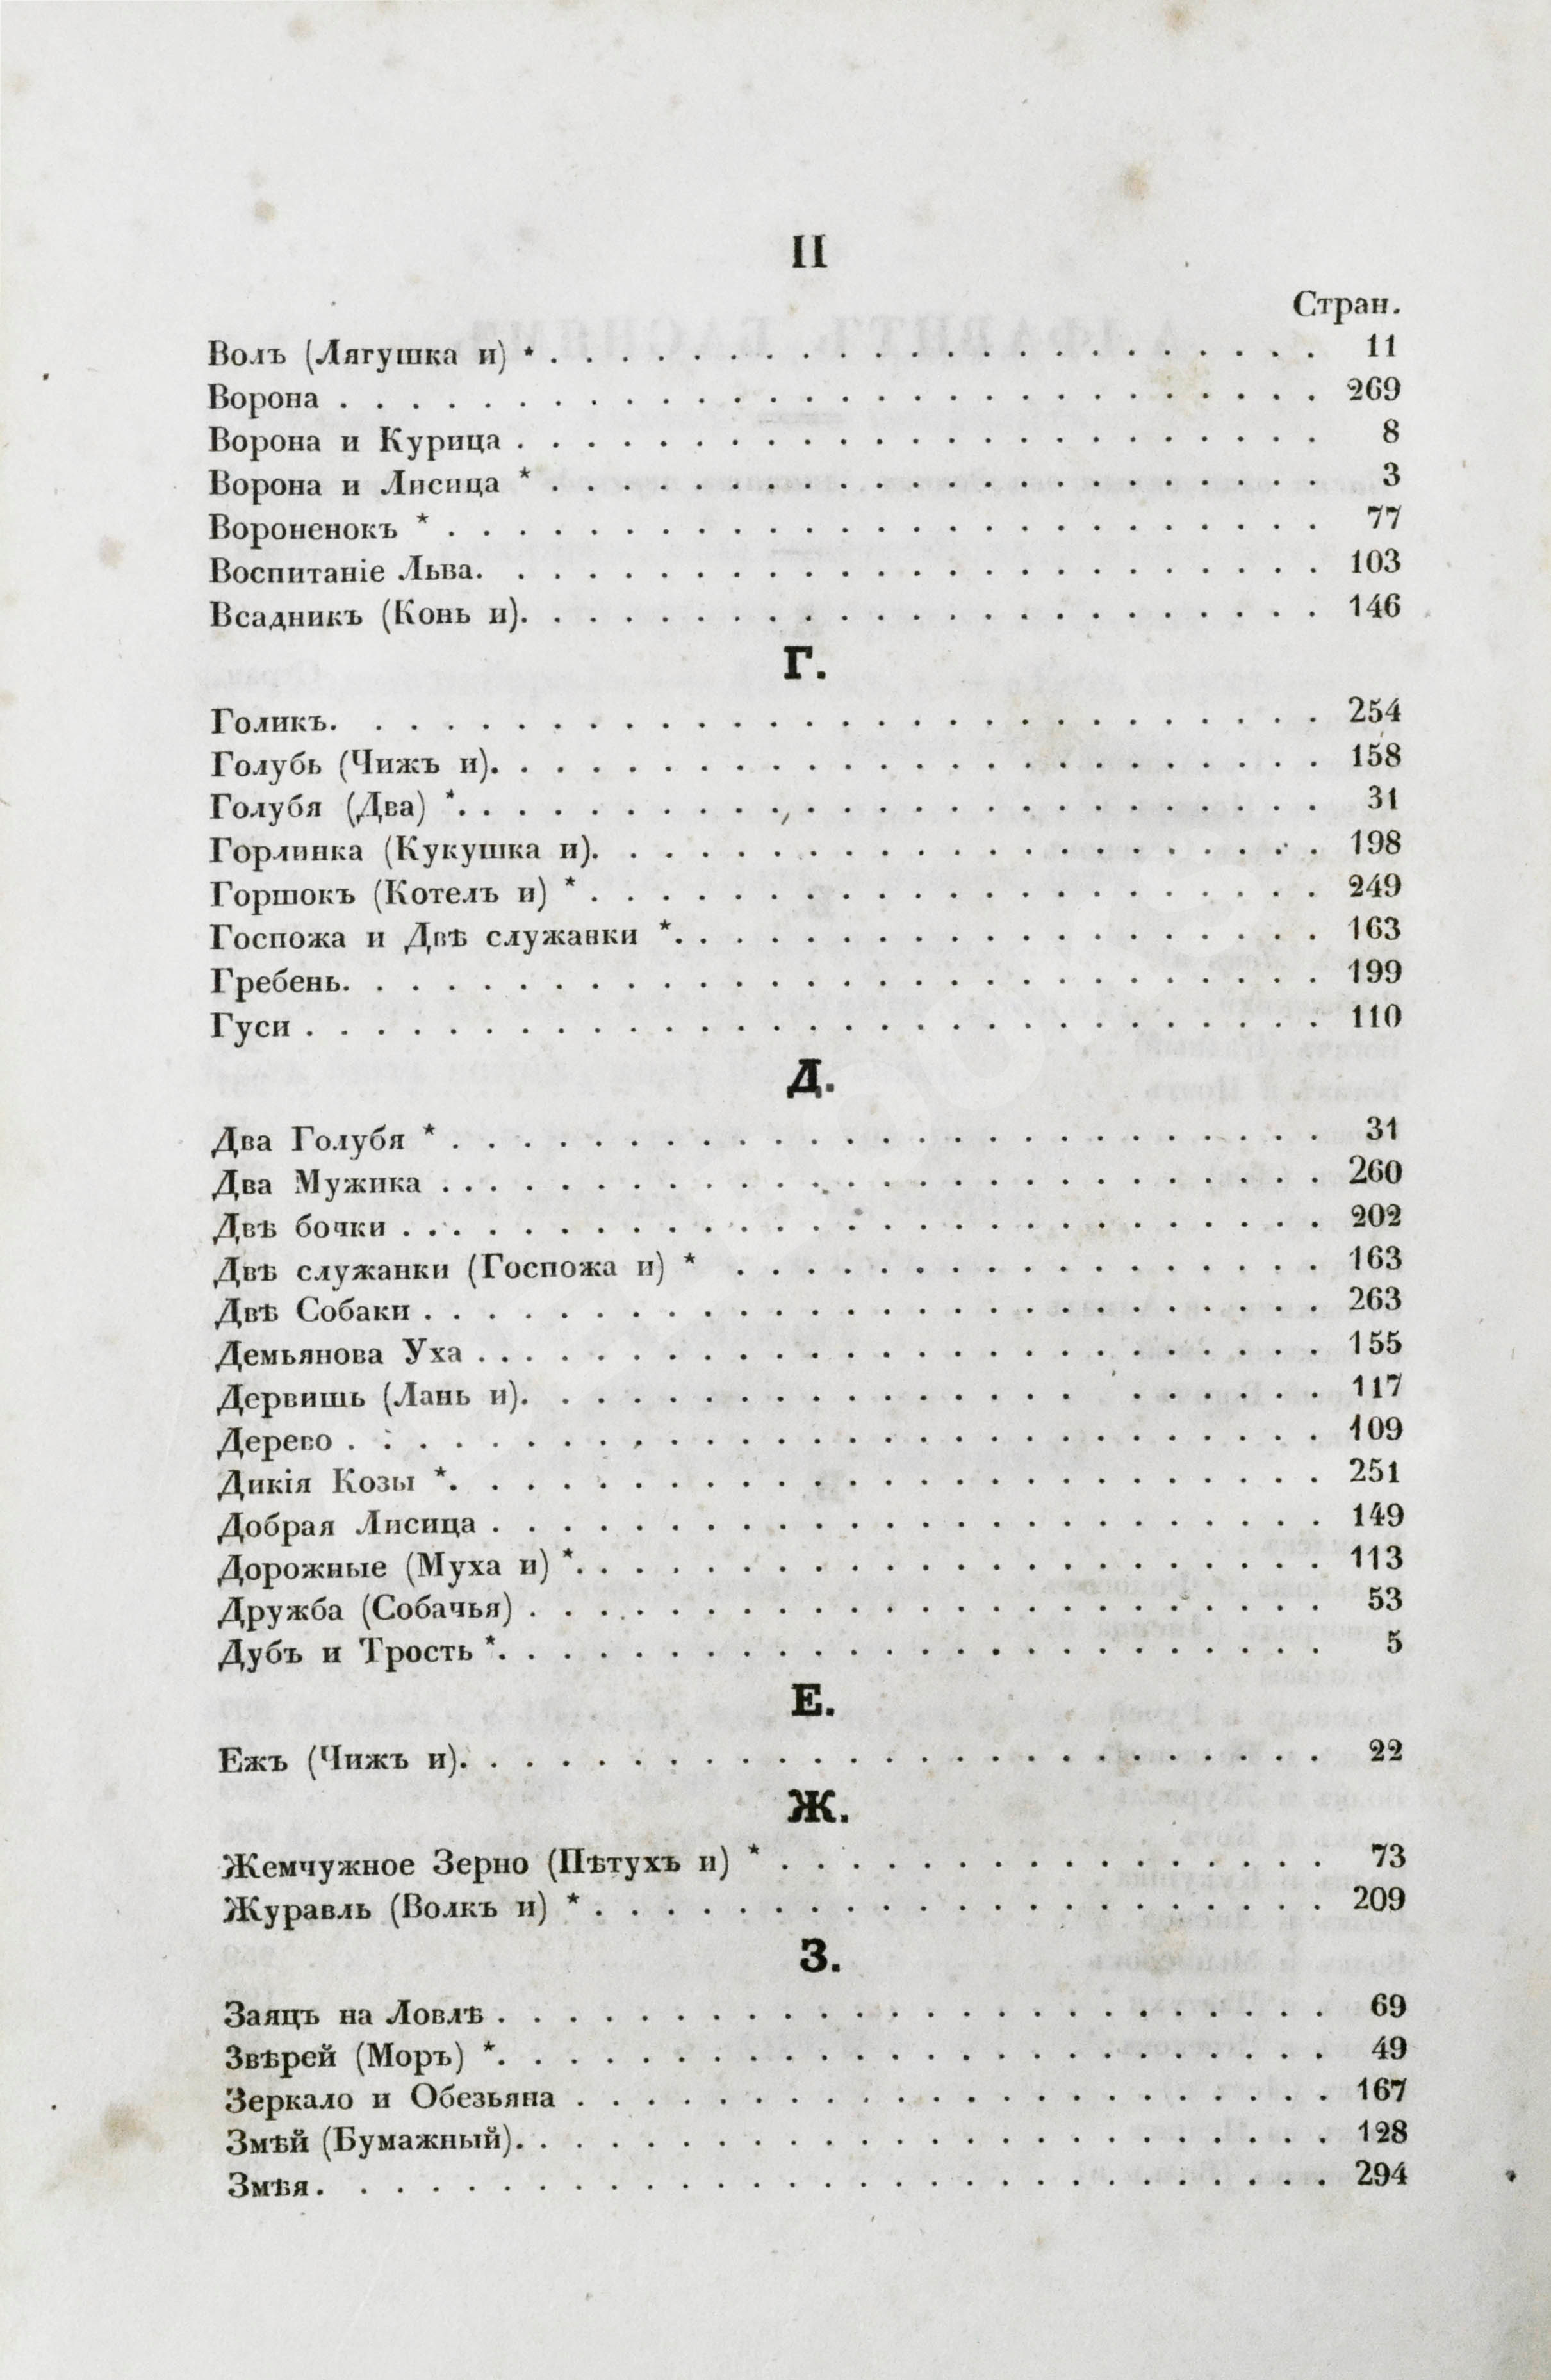 II
Стран.
Волъ (Лягушка и) * . . . . . . . . . . . . . . . . . . . . . . 11
Ворона . . . . . . . . . . . . . . . . . . . . . . . . . . . . 269
Ворона и Курица . . . . . . . . . . . . . . . . . . . . . . . 8
Ворона и Лисица * . . . . . . . . . . . . . . . . . . . . . . 3
Вороненокъ * . . . . . . . . . . . . . . . . . . . . . . . . . 77
Воспитаніе Льва. . . . . . . . . . . . . . . . . . . . . . . . 103
Всадникъ (Конь и). . . . . . . . . . . . . . . . . . . . . . . 146
Г.
Голикъ. . . . . . . . . . . . . . . . . . . . . . . . . . . . 254
Голубь (Чижъ и). . . . . . . . . . . . . . . . . . . . . . . . 158
Голубя (Два) *. . . . . . . . . . . . . . . . . . . . . . . . . 31
Горлинка (Кукушка и). . . . . . . . . . . . . . . . . . . . . 198
Горшокъ (Котелъ и) * . . . . . . . . . . . . . . . . . . . . . 249
Госпожа и Двѣ служанки *. . . . . . . . . . . . . . . . . . . 163
Гребень. . . . . . . . . . . . . . . . . . . . . . . . . . . . 199
Гуси . . . . . . . . . . . . . . . . . . . . . . . . . . . . . 110
Д.
Два Голубя * . . . . . . . . . . . . . . . . . . . . . . . . . 31
Два Мужика . . . . . . . . . . . . . . . . . . . . . . . . . . 260
Двѣ бочки . . . . . . . . . . . . . . . . . . . . . . . . . . . 202
Двѣ служанки (Госпожа и) * . . . . . . . . . . . . . . . . . 163
Двѣ Собаки . . . . . . . . . . . . . . . . . . . . . . . . . . 263
Демьянова Уха . . . . . . . . . . . . . . . . . . . . . . . . . 155
Дервишь (Лань и). . . . . . . . . . . . . . . . . . . . . . . 117
Дерево . . . . . . . . . . . . . . . . . . . . . . . . . . . . 109
Дикія Козы *. . . . . . . . . . . . . . . . . . . . . . . . . 251
Добрая Лисица . . . . . . . . . . . . . . . . . . . . . . . . 149
Дорожные (Муха и) *. . . . . . . . . . . . . . . . . . . . . . 113
Дружба (Собачья) . . . . . . . . . . . . . . . . . . . . . . . 53
Дубъ и Трость *. . . . . . . . . . . . . . . . . . . . . . . . 5
Е.
Ежъ (Чижъ и). . . . . . . . . . . . . . . . . . . . . . . . . 22
Ж.
Жемчужное Зерно (Пѣтухъ и) * . . . . . . . . . . . . . . . . 73
Журавль (Волкъ и) * . . . . . . . . . . . . . . . . . . . . . 209
З.
Заяцъ на Ловлѣ . . . . . . . . . . . . . . . . . . . . . . . . 69
Звѣрей (Моръ) *. . . . . . . . . . . . . . . . . . . . . . . . 49
Зеркало и Обезьяна . . . . . . . . . . . . . . . . . . . . . . 167
Змѣй (Бумажный). . . . . . . . . . . . . . . . . . . . . . . . 128
Змѣя. . . . . . . . . . . . . . . . . . . . . . . . . . . . . 294